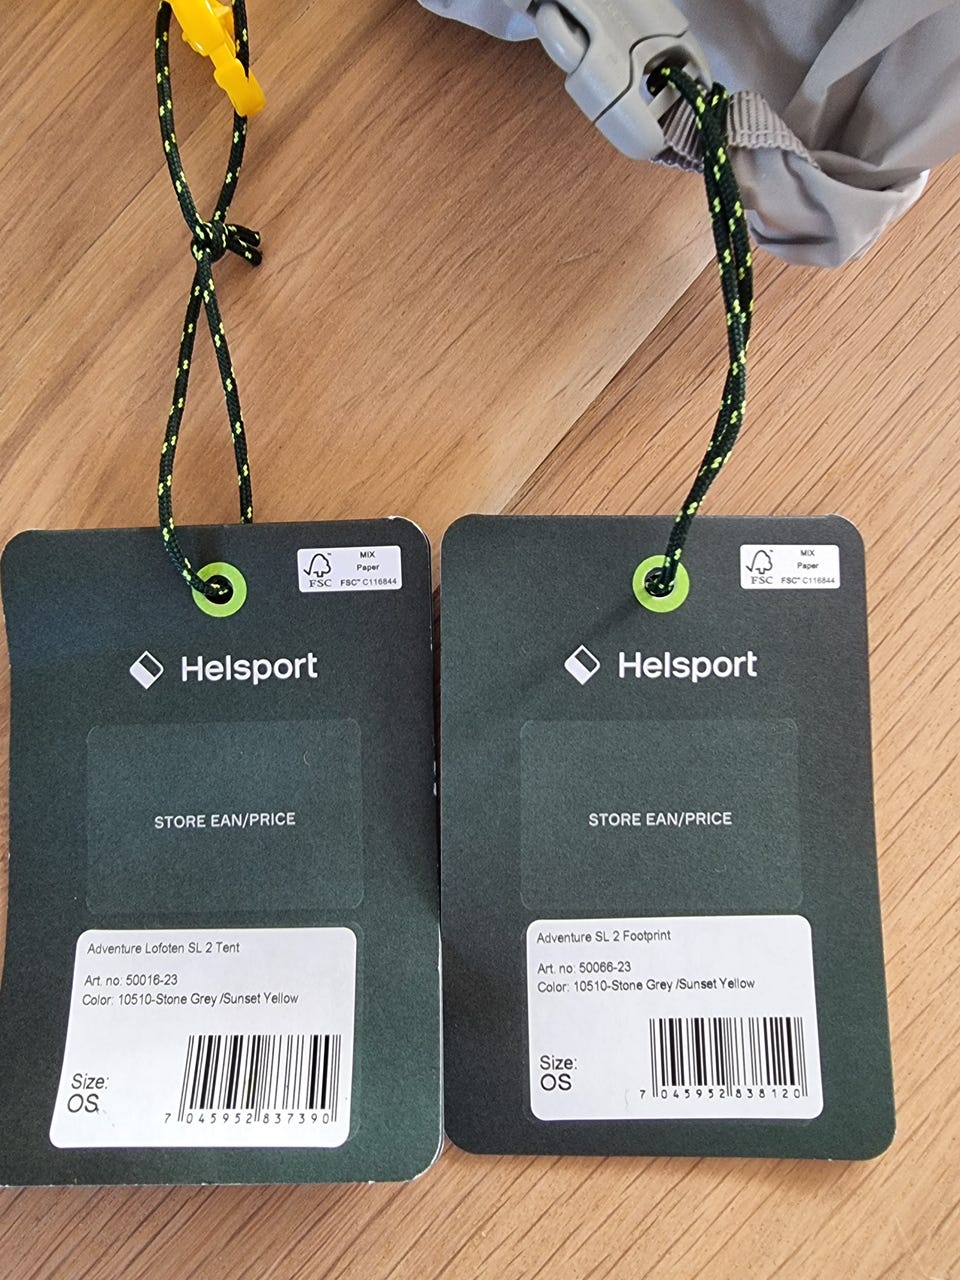 MIX
Paper
FSC™ C116844
FSC
Helsport
STORE EAN/PRICE
Adventure Lofoten SL 2 Tent
Art. no: 50016-23
Color: 10510-Stone Grey /Sunset Yellow
Size:
OS
7 045952 837390
MIX
Paper
FSC™ C116844
FSC
Helsport
STORE EAN/PRICE
Adventure SL 2 Footprint
Art. no: 50066-23
Color: 10510-Stone Grey /Sunset Yellow
Size:
OS
7 045952 838120